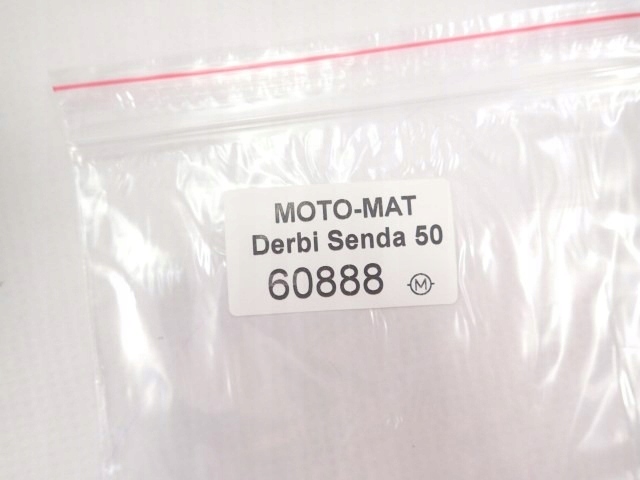 MOTO-MAT
Derbi Senda 50
60888 M